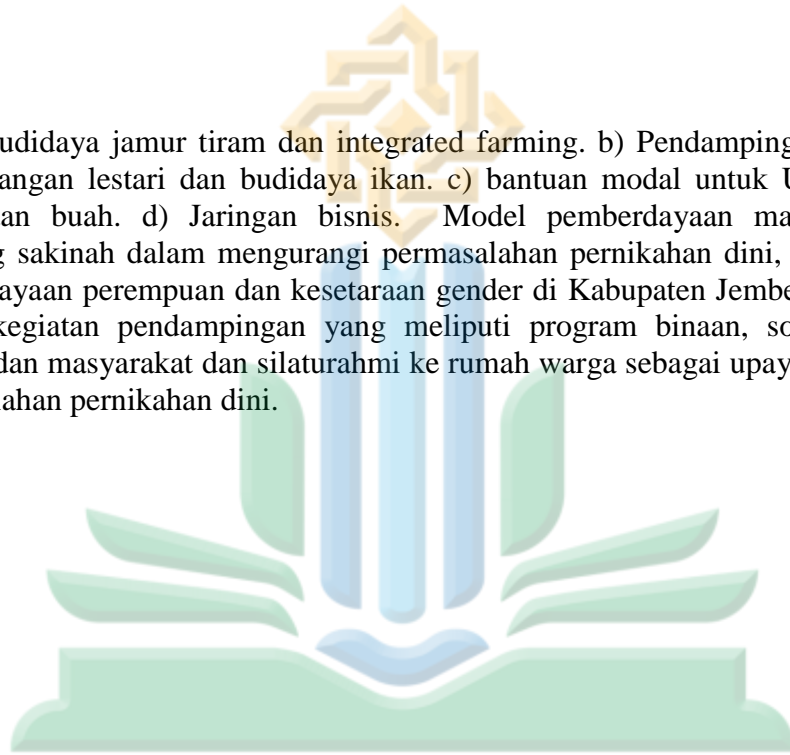 udidaya jamur tiram dan integrated farming. b) Pendamping
angan lestari dan budidaya ikan. c) bantuan modal untuk U
an buah. d) Jaringan bisnis. Model pemberdayaan ma
g sakinah dalam mengurangi permasalahan pernikahan dini,
ayaan perempuan dan kesetaraan gender di Kabupaten Jembe
kegiatan pendampingan yang meliputi program binaan, so
dan masyarakat dan silaturahmi ke rumah warga sebagai upay
lahan pernikahan dini.